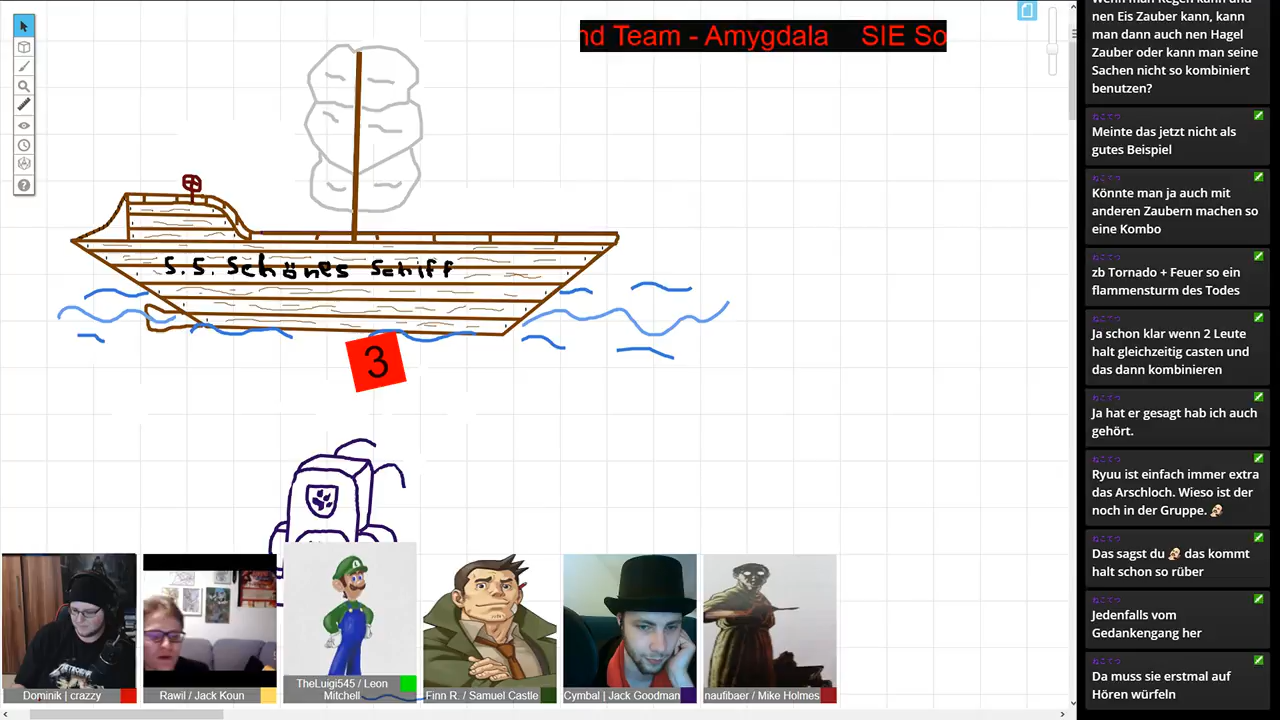 nd Team - Amygdala SIE So
S.S. Schönes Schiff
3
Dominik | crazzy
Rawil / Jack Koun
TheLuigi545 / Leon
Mitchell
Finn R. / Samuel Castle
Cymbal | Jack Goodman
naufibaer / Mike Holmes
Wenn man Regen kann und
nen Eis Zauber kann, kann
man dann auch nen Hagel
Zauber oder kann man seine
Sachen nicht so kombiniert
benutzen?
Meinte das jetzt nicht als
gutes Beispiel
Könnte man ja auch mit
anderen Zaubern machen so
eine Kombo
zb Tornado + Feuer so ein
flammensturm des Todes
Ja schon klar wenn 2 Leute
halt gleichzeitig casten und
das dann kombinieren
Ja hat er gesagt hab ich auch
gehört.
Ryuu ist einfach immer extra
das Arschloch. Wieso ist der
noch in der Gruppe.
Das sagst du das kommt
halt schon so rüber
Jedenfalls vom
Gedankengang her
Du muss sie erstmal auf
Hören würfeln